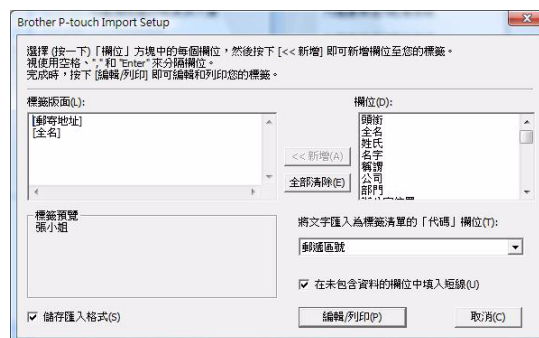 Brother P-touch Import Setup
選擇 (按一下)「欄位」方塊中的每個欄位，然後按下 [<< 新增] 即可新增欄位至您的標籤。
視使用空格、"," 和 "Enter" 來分隔欄位。
完成時，按下 [編輯/列印] 即可編輯和列印您的標籤。
標籤版面(L):
[郵寄地址]
[全名]
<< 新增(A)
全部清除(E)
欄位(D):
頭銜
全名
姓氏
名字
稱謂
公司
部門
標籤預覽
張小姐
將文字匯入為標籤清單的「代碼」欄位(T):
郵遞區號
在未包含資料的欄位中填入短線(U)
儲存匯入格式(S)
編輯/列印(P)
取消(C)